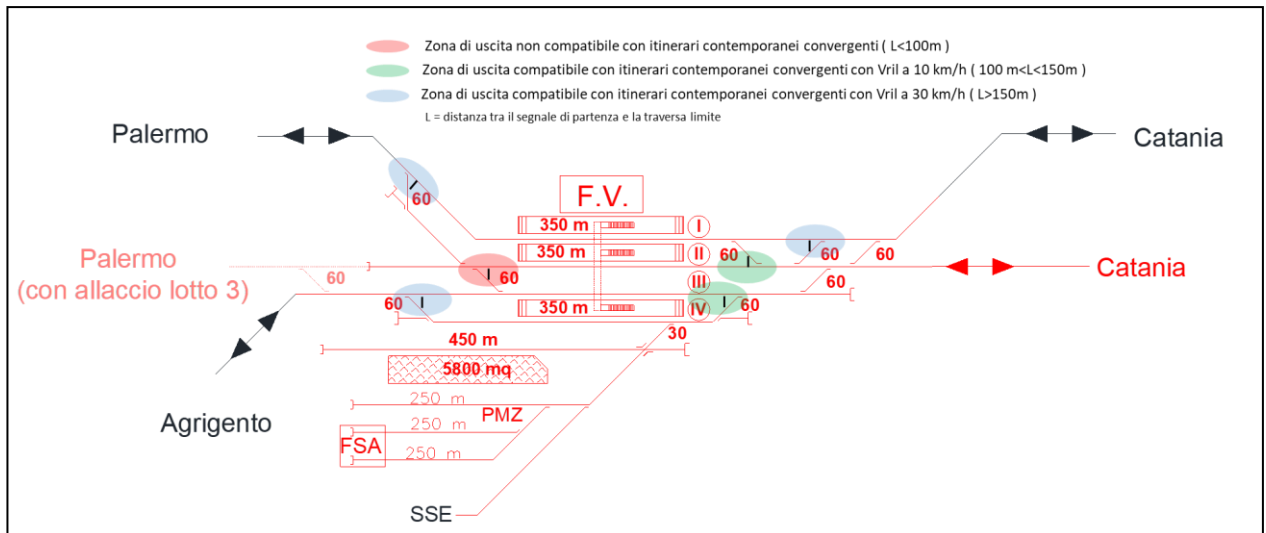 Zona di uscita non compatibile con itinerari contemporanei convergenti ( L<100m )
Zona di uscita compatibile con itinerari contemporanei convergenti con Vril a 10 km/h ( 100 m<L<150m )
Zona di uscita compatibile con itinerari contemporanei convergenti con Vril a 30 km/h ( L>150m )
L = distanza tra il segnale di partenza e la traversa limite
Palermo
Catania
60
F.V.
350 m
I
350 m
II
60
60
60
Palermo
(con allaccio lotto 3)
60
60
III
60
Catania
60
350 m
IV
60
450 m
30
5800 mq
Agrigento
250 m
PMZ
250 m
FSA
250 m
SSE